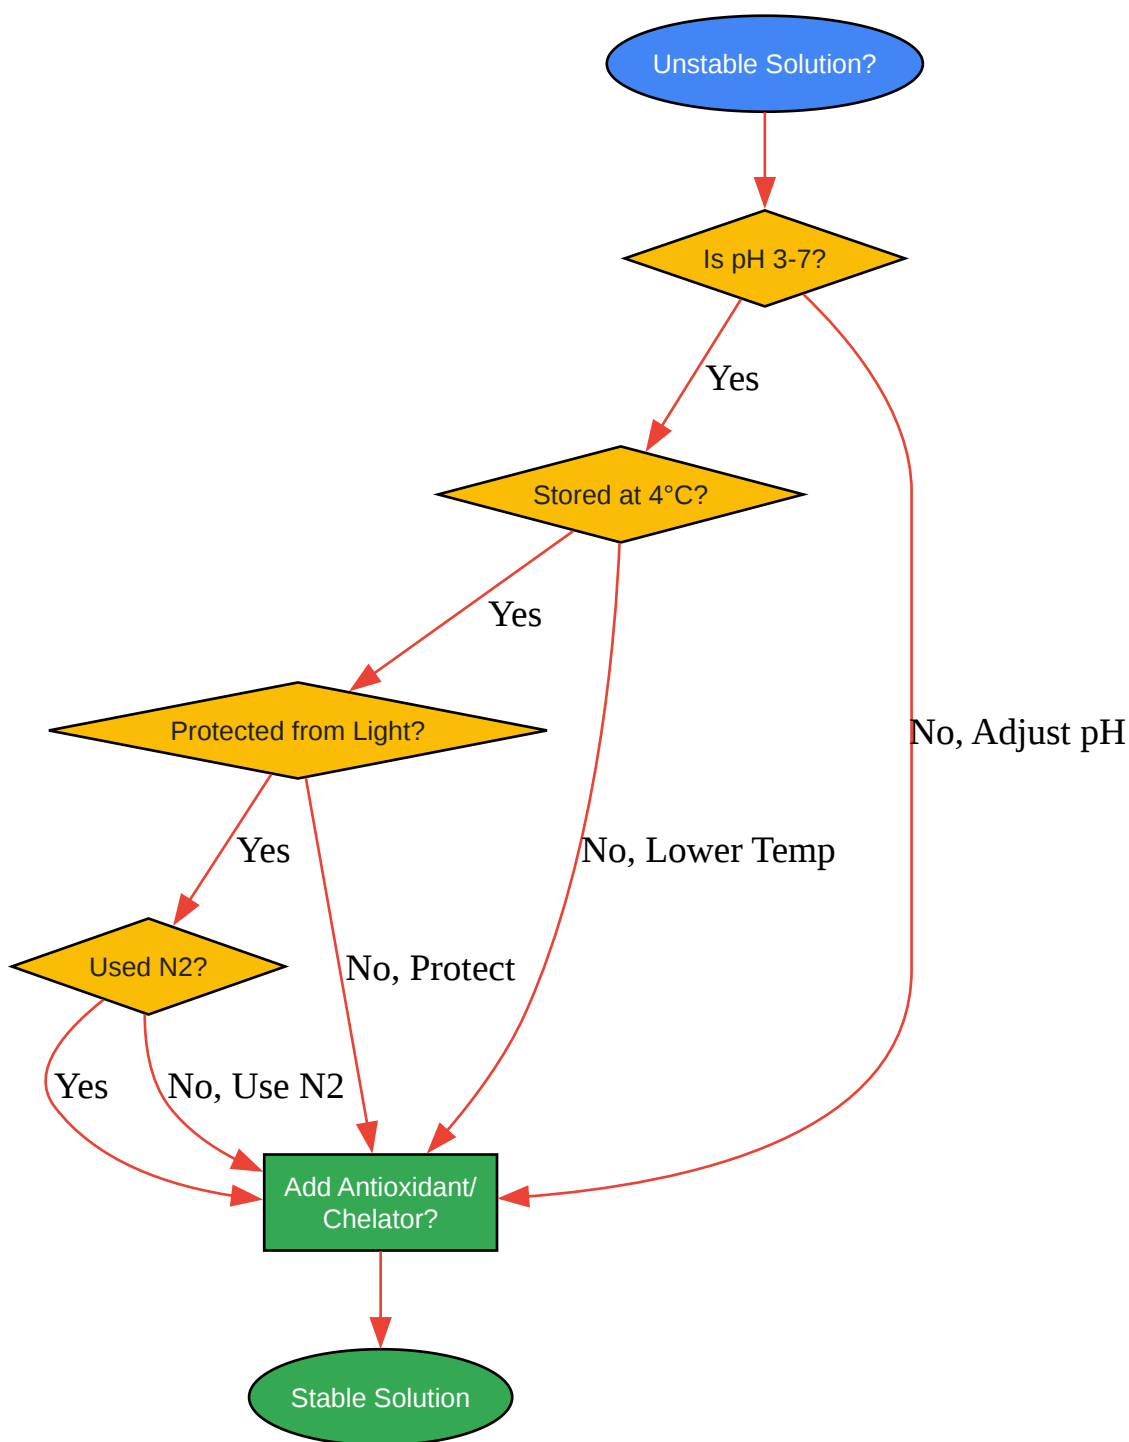 Unstable Solution?
Is pH 3-7?
Yes
Stored at 4°C?
Yes
Protected from Light?
No, Adjust pH
Yes
No, Lower Temp
Used N2?
No, Protect
Yes
No, Use N2
Add Antioxidant/
Chelator?
Stable Solution